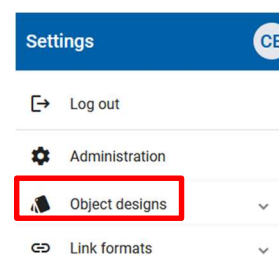 Settings
Log out
Administration
Object designs
Link formats